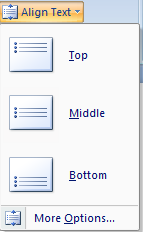 Align Text
Top
Middle
Bottom
More Options...